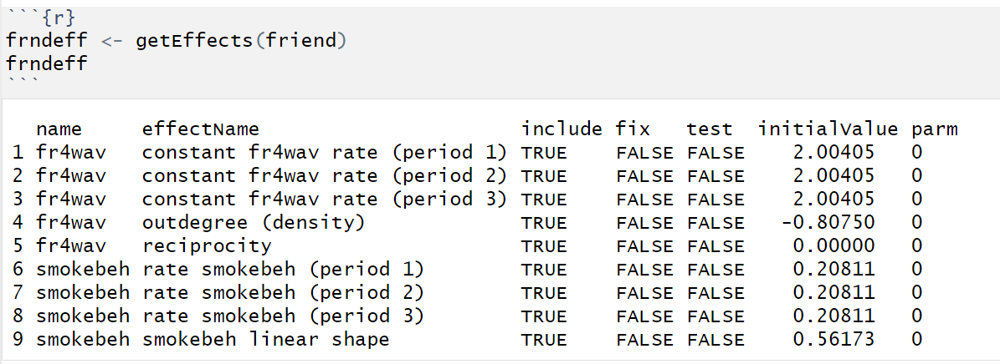 ```{r}
frndeff <- getEffects(friend)
frndeff
```
name effectName include fix test initialValue parm
1 fr4wav constant fr4wav rate (period 1) TRUE FALSE FALSE 2.00405 0
2 fr4wav constant fr4wav rate (period 2) TRUE FALSE FALSE 2.00405 0
3 fr4wav constant fr4wav rate (period 3) TRUE FALSE FALSE 2.00405 0
4 fr4wav outdegree (density) TRUE FALSE FALSE -0.80750 0
5 fr4wav reciprocity TRUE FALSE FALSE 0.00000 0
6 smokebeh rate smokebeh (period 1) TRUE FALSE FALSE 0.20811 0
7 smokebeh rate smokebeh (period 2) TRUE FALSE FALSE 0.20811 0
8 smokebeh rate smokebeh (period 3) TRUE FALSE FALSE 0.20811 0
9 smokebeh smokebeh linear shape TRUE FALSE FALSE 0.56173 0